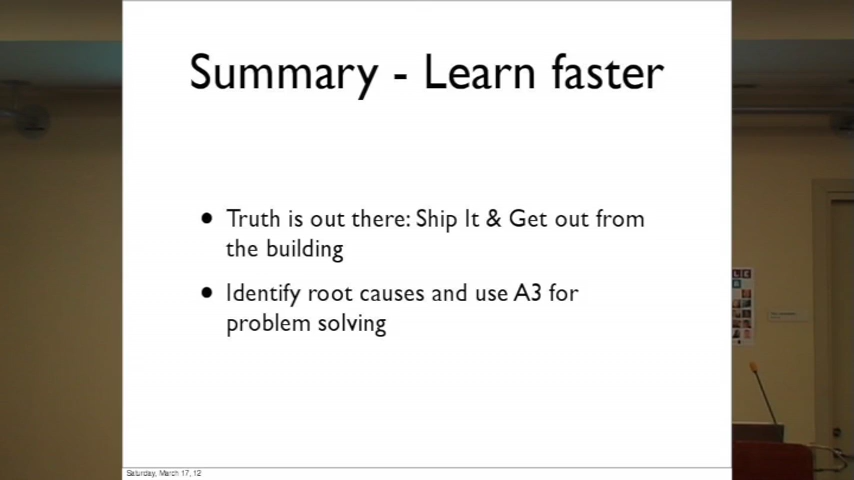 Summary - Learn faster
• Truth is out there: Ship It & Get out from
the building
• Identify root causes and use A3 for
problem solving
Saturday, March 17, 12